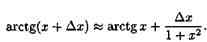 arctg(x + Δx) ≈ arctg x + Δx / (1 + x²).